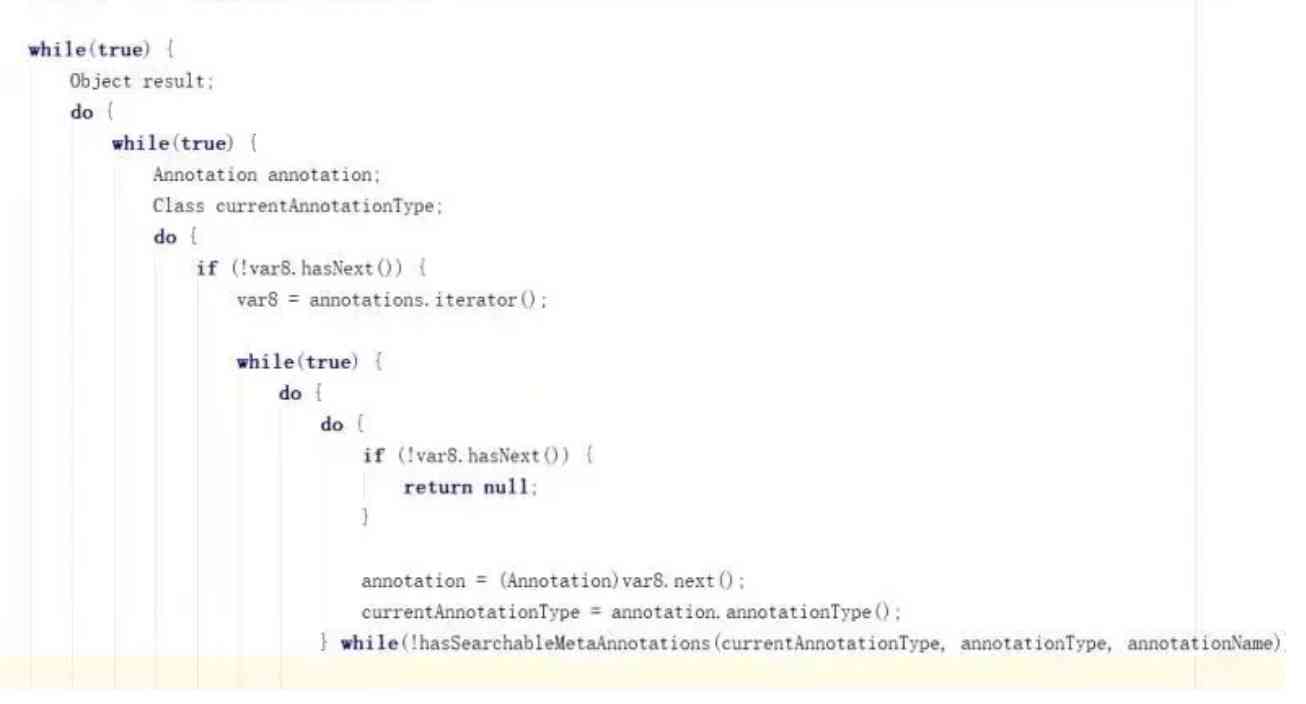 while(true) {
Object result;
do {
while(true) {
Annotation annotation;
Class currentAnnotationType;
do {
if (!var8.hasNext()) {
var8 = annotations.iterator();
while(true) {
do {
do {
if (!var8.hasNext()) {
return null;
}
annotation = (Annotation)var8.next();
currentAnnotationType = annotation.annotationType();
} while(!hasSearchableMetaAnnotations(currentAnnotationType, annotationType, annotationName)